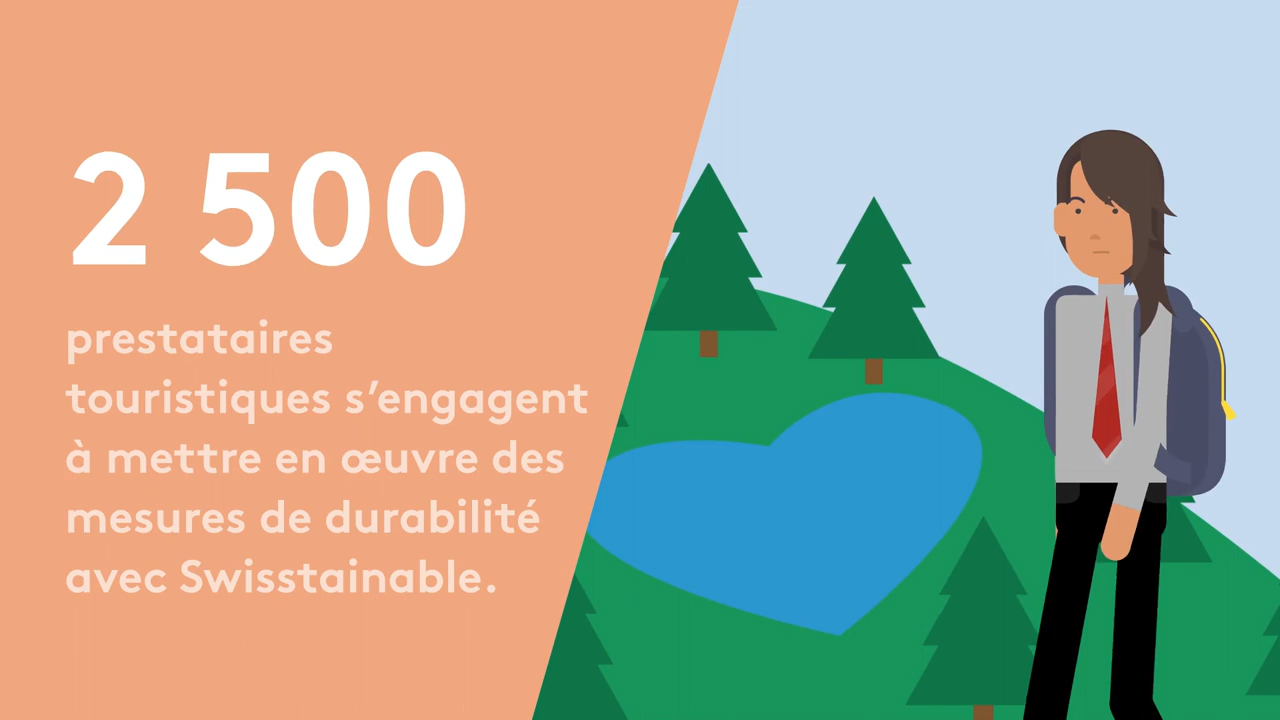 2 500
prestataires
touristiques s’engagent
à mettre en œuvre des
mesures de durabilité
avec Swisstainable.